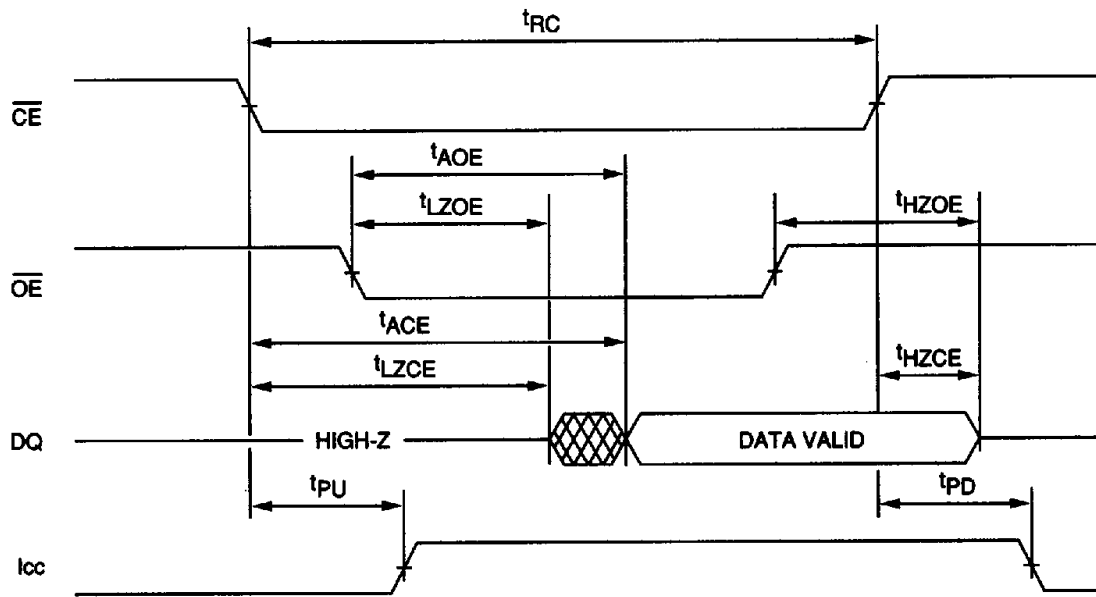 tRC
CE
tAOE
tLZOE
tHZOE
OE
tACE
tLZCE
tHZCE
DQ
HIGH-Z
DATA VALID
tPU
tPD
Icc